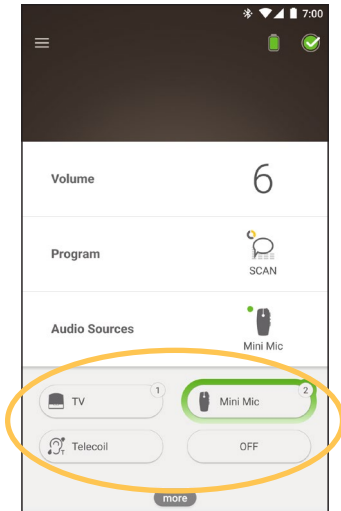 7:00
Volume 6
Program
SCAN
Audio Sources
Mini Mic
TV 1 Mini Mic 2
T Telecoil OFF
more